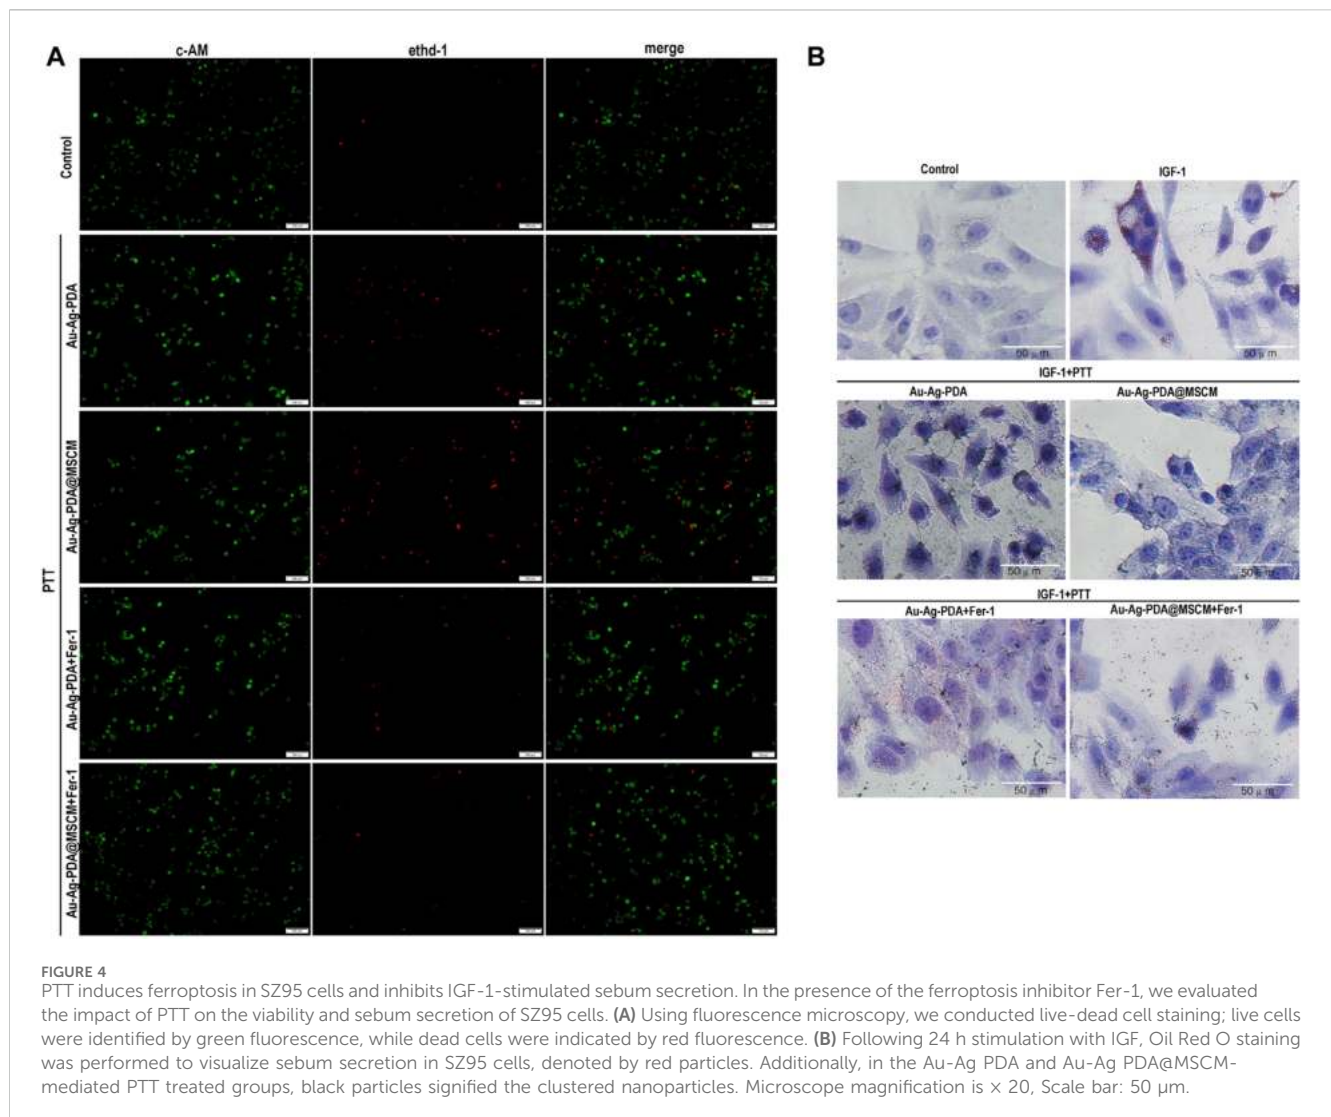 A
c-AM
ethd-1
merge
Control
Au-Ag-PDA
Au-Ag-PDA@MSCM
Au-Ag-PDA+Fer-1
Au-Ag-PDA@MSCM+Fer-1
PTT
B
Control
IGF-1
50 μm
50 μm
IGF-1+PTT
Au-Ag-PDA
Au-Ag-PDA@MSCM
50 μm
50 μm
IGF-1+PTT
Au-Ag-PDA+Fer-1
Au-Ag-PDA@MSCM+Fer-1
50 μm
50 μm
FIGURE 4
PTT induces ferroptosis in SZ95 cells and inhibits IGF-1-stimulated sebum secretion. In the presence of the ferroptosis inhibitor Fer-1, we evaluated
the impact of PTT on the viability and sebum secretion of SZ95 cells. (A) Using fluorescence microscopy, we conducted live-dead cell staining; live cells
were identified by green fluorescence, while dead cells were indicated by red fluorescence. (B) Following 24 h stimulation with IGF, Oil Red O staining
was performed to visualize sebum secretion in SZ95 cells, denoted by red particles. Additionally, in the Au-Ag PDA and Au-Ag PDA@MSCM-
mediated PTT treated groups, black particles signified the clustered nanoparticles. Microscope magnification is × 20, Scale bar: 50 μm.